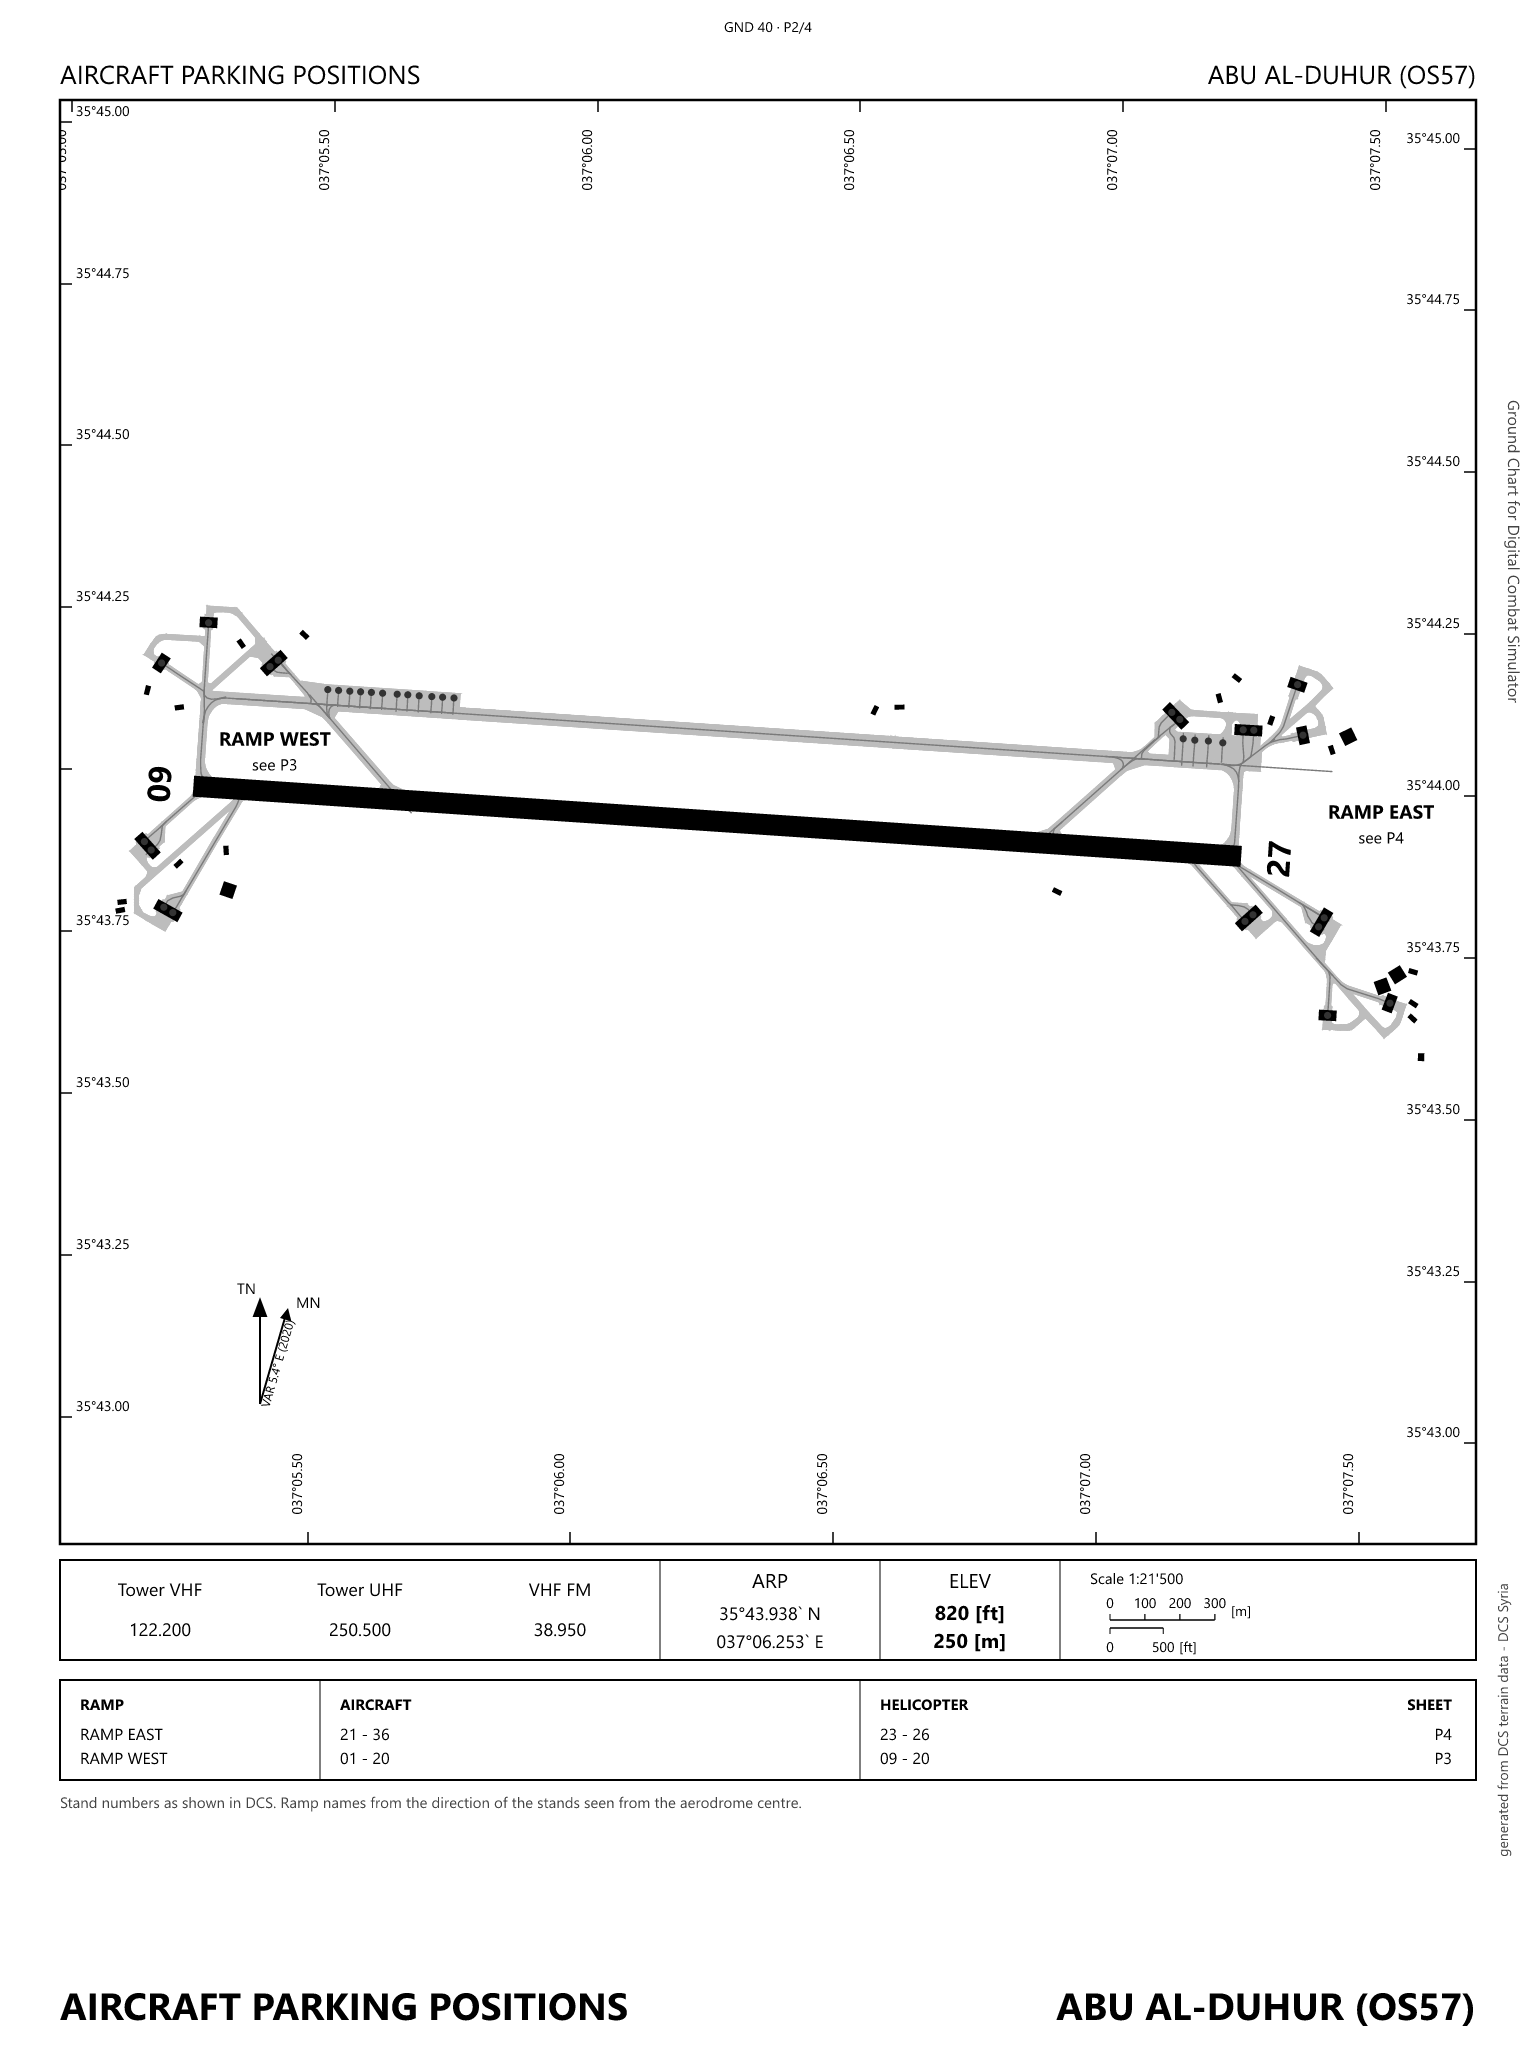 GND 40 · P2/4
AIRCRAFT PARKING POSITIONS
ABU AL-DUHUR (OS57)
35°45.00
037°05.50
037°06.00
037°06.50
037°07.00
037°07.50
35°45.00
35°44.75
35°44.75
35°44.50
35°44.50
35°44.25
35°44.25
RAMP WEST
see P3
09
35°44.00
RAMP EAST
see P4
27
35°43.75
35°43.75
35°43.50
35°43.50
35°43.25
35°43.25
TN
MN
VAR 5.4° E (2020)
35°43.00
35°43.00
037°05.50
037°06.00
037°06.50
037°07.00
037°07.50
Ground Chart for Digital Combat Simulator
Tower VHF
122.200
Tower UHF
250.500
VHF FM
38.950
ARP
35°43.938` N
037°06.253` E
ELEV
820 [ft]
250 [m]
Scale 1:21'500
0 100 200 300 [m]
0 500 [ft]
RAMP AIRCRAFT HELICOPTER SHEET
RAMP EAST 21 - 36 23 - 26 P4
RAMP WEST 01 - 20 09 - 20 P3
Stand numbers as shown in DCS. Ramp names from the direction of the stands seen from the aerodrome centre.
generated from DCS terrain data - DCS Syria
AIRCRAFT PARKING POSITIONS
ABU AL-DUHUR (OS57)